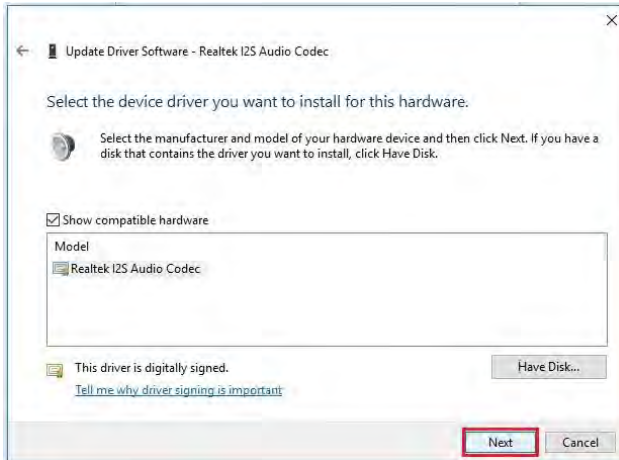 Update Driver Software - Realtek I2S Audio Codec
Select the device driver you want to install for this hardware.
Select the manufacturer and model of your hardware device and then click Next. If you have a
disk that contains the driver you want to install, click Have Disk.
Show compatible hardware
Model
Realtek I2S Audio Codec
This driver is digitally signed.
Have Disk...
Tell me why driver signing is important
Next
Cancel